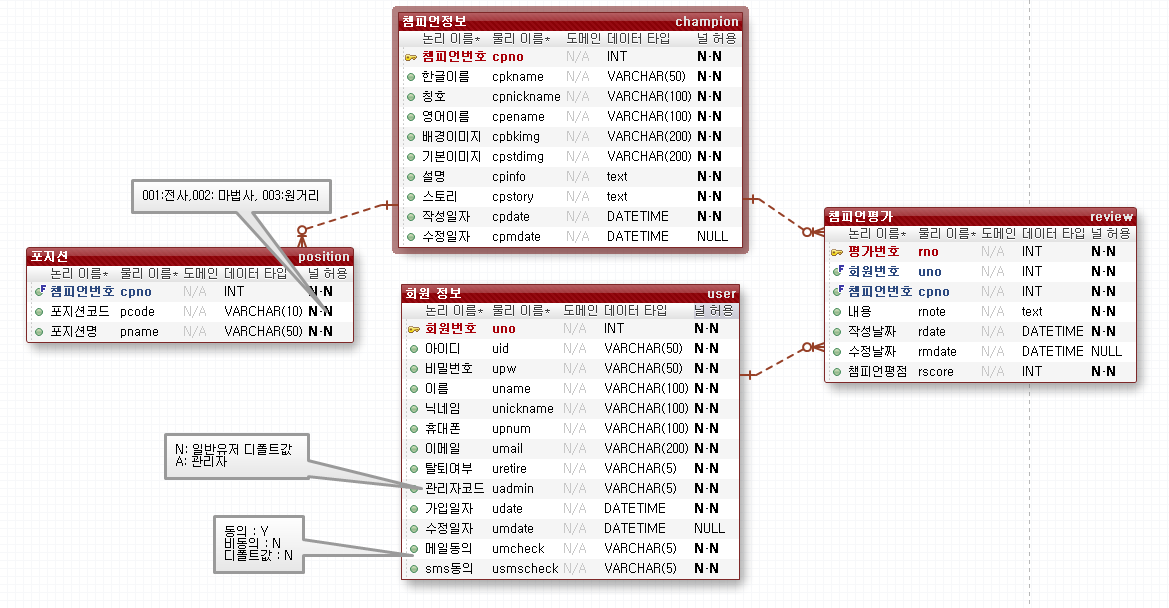 챔피언정보 champion
논리 이름* 물리 이름* 도메인 데이터 타입 널 허용
챔피언번호 cpno N/A INT N-N
한글이름 cpkname N/A VARCHAR(50) N-N
칭호 cpnickname N/A VARCHAR(100) N-N
영어이름 cpename N/A VARCHAR(100) N-N
배경이미지 cpbkimg N/A VARCHAR(200) N-N
기본이미지 cpstdimg N/A VARCHAR(200) N-N
설명 cpinfo N/A text N-N
스토리 cpstory N/A text N-N
작성일자 cpdate N/A DATETIME N-N
수정일자 cpmdate N/A DATETIME NULL
001:전사,002: 마법사, 003:원거리
포지션 position
논리 이름* 물리 이름* 도메인 데이터 타입 널 허용
챔피언번호 cpno N/A INT N-N
포지션코드 pcode N/A VARCHAR(10) N-N
포지션명 pname N/A VARCHAR(50) N-N
챔피언평가 review
논리 이름* 물리 이름* 도메인 데이터 타입 널 허용
평가번호 rno N/A INT N-N
회원번호 uno N/A INT N-N
챔피언번호 cpno N/A INT N-N
내용 rnote N/A text N-N
작성날짜 rdate N/A DATETIME N-N
수정날짜 rmdate N/A DATETIME NULL
챔피언평점 rscore N/A INT N-N
회원 정보 user
논리 이름* 물리 이름* 도메인 데이터 타입 널 허용
회원번호 uno N/A INT N-N
아이디 uid N/A VARCHAR(50) N-N
비밀번호 upw N/A VARCHAR(50) N-N
이름 uname N/A VARCHAR(100) N-N
닉네임 unickname N/A VARCHAR(100) N-N
휴대폰 upnum N/A VARCHAR(100) N-N
이메일 umail N/A VARCHAR(200) N-N
탈퇴여부 uretire N/A VARCHAR(5) N-N
관리자코드 uadmin N/A VARCHAR(5) N-N
가입일자 udate N/A DATETIME N-N
수정일자 umdate N/A DATETIME NULL
메일동의 umcheck N/A VARCHAR(5) N-N
sms동의 usmscheck N/A VARCHAR(5) N-N
N: 일반유저 디폴트값
A: 관리자
동의 : Y
비동의 : N
디폴트값 : N